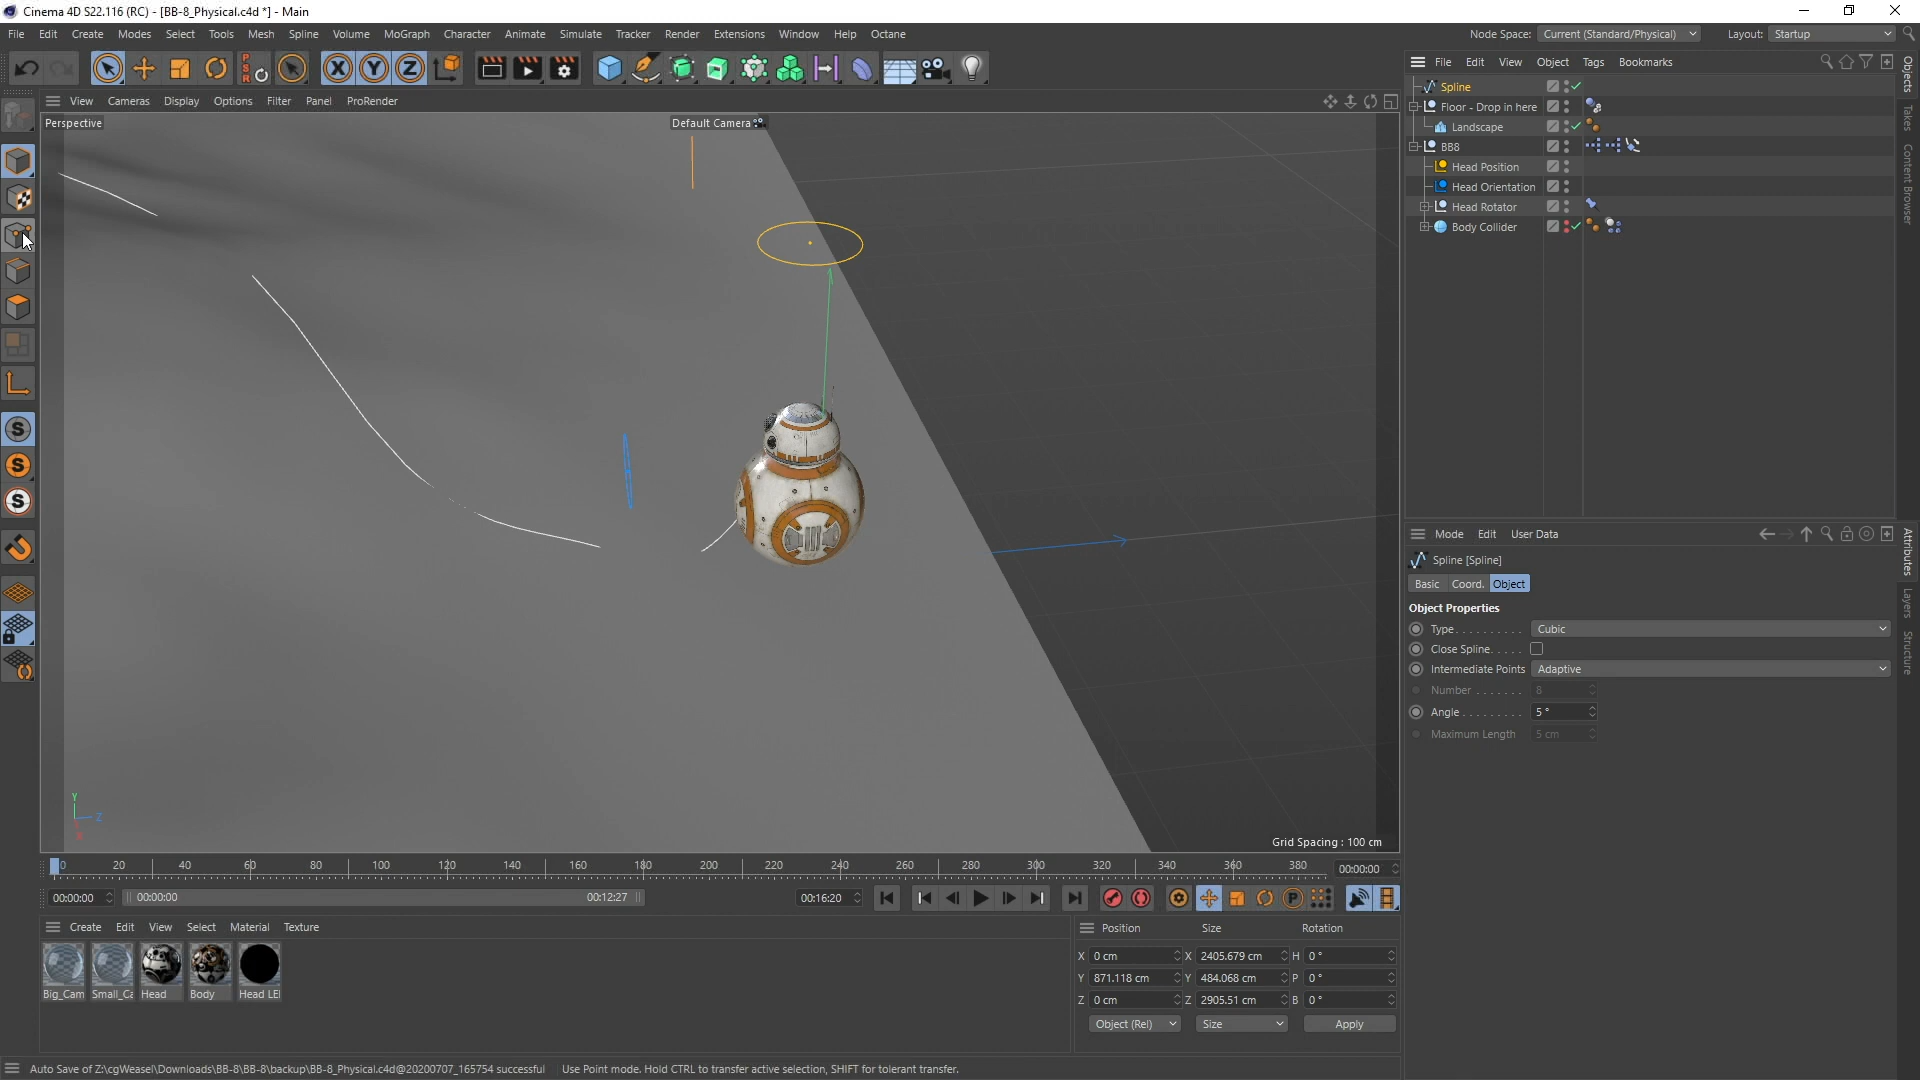 Cinema 4D S22.116 (RC) - [BB-8_Physical.c4d *] - Main
File Edit Create Modes Select Tools Mesh Spline Volume MoGraph Character Animate Simulate Tracker Render Extensions Window Help Octane
Node Space: Current (Standard/Physical) Layout: Startup
PSR X Y Z
File Edit View Object Tags Bookmarks
View Cameras Display Options Filter Panel ProRender
Perspective
Default Camera
Spline
Floor - Drop in here
Landscape
BB8
Head Position
Head Orientation
Head Rotator
Body Collider
Objects
Takes
Content Browser
S
S
S
Y
Z
X
Grid Spacing : 100 cm
Mode Edit User Data
Spline [Spline]
Basic Coord. Object
Object Properties
Type. . . . . . . . . . Cubic
Close Spline. . . . . .
Intermediate Points Adaptive
Number . . . . . . . 8
Angle. . . . . . . . . 5 °
Maximum Length 5 cm
Attributes
Layers
Structure
0 20 40 60 80 100 120 140 160 180 200 220 240 260 280 300 320 340 360 380 00:00:00
00:00:00 00:00:00 00:12:27 00:16:20 P
Create Edit View Select Material Texture
Big_Cam Small_Ca Head Body Head LEI
Position Size Rotation
X 0 cm X 2405.679 cm H 0 °
Y 871.118 cm Y 484.068 cm P 0 °
Z 0 cm Z 2905.51 cm B 0 °
Object (Rel) Size Apply
Auto Save of Z:\cgWeasel\Downloads\BB-8\BB-8\backup\BB-8_Physical.c4d@20200707_165754 successful Use Point mode. Hold CTRL to transfer active selection, SHIFT for tolerant transfer.